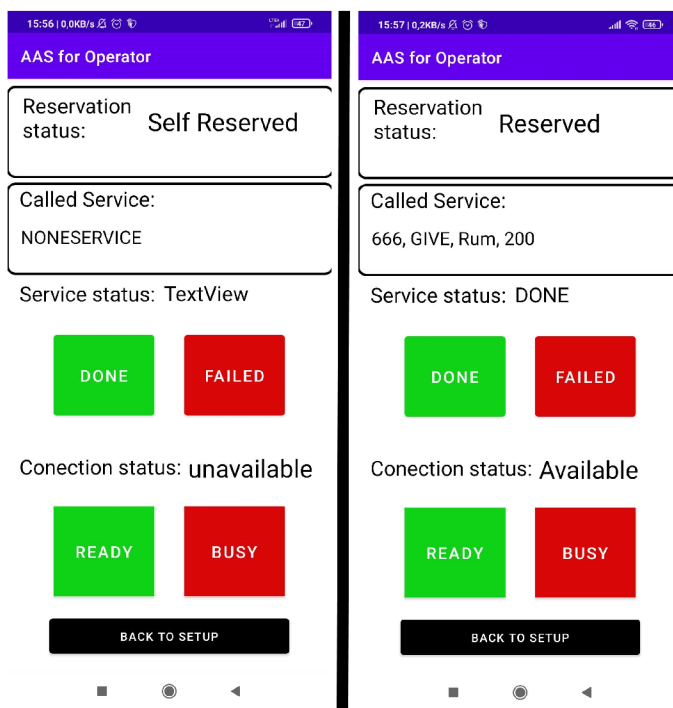 15:56 | 0,0KB/s
47
AAS for Operator
Reservation
status:
Self Reserved
Called Service:
NONESERVICE
Service status: TextView
DONE
FAILED
Conection status: unavailable
READY
BUSY
BACK TO SETUP
15:57 | 0,2KB/s
46
AAS for Operator
Reservation
status:
Reserved
Called Service:
666, GIVE, Rum, 200
Service status: DONE
DONE
FAILED
Conection status: Available
READY
BUSY
BACK TO SETUP